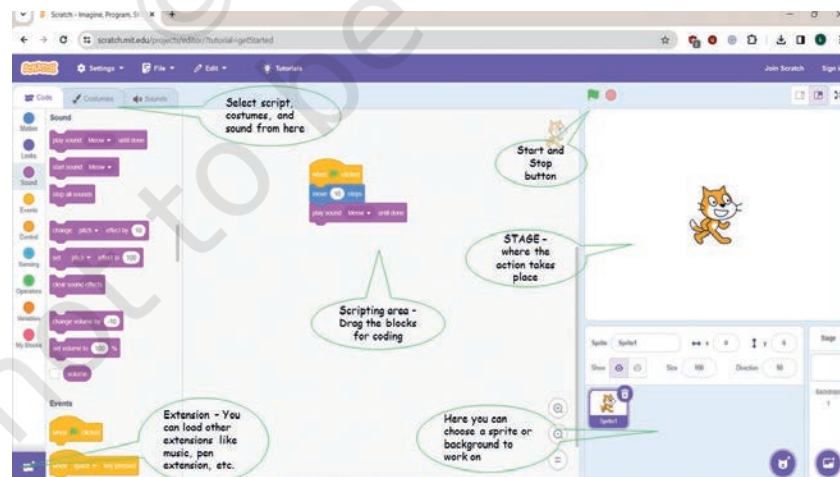 Scratch - Imagine, Program, S
scratch.mit.edu/projects/editor/?tutorial=getStarted
SCRATCH
Settings
File
Edit
Tutorials
Join Scratch
Sign
Code
Costumes
Sounds
Motion
Looks
Sound
Events
Control
Sensing
Operators
Variables
My Blocks
Sound
play sound Meow until done
start sound Meow
stop all sounds
change pitch effect by 10
set pitch effect to 100
clear sound effects
change volume by -10
set volume to 100 %
volume
Events
when clicked
when space key pressed
Select script,
costumes, and
sound from here
when clicked
move 10 steps
play sound Meow until done
Scripting area -
Drag the blocks
for coding
Extension - You
can load other
extensions like
music, pen
extension, etc.
Start and
Stop
button
STAGE -
where the
action takes
place
Here you can
choose a sprite or
background to
work on
Sprite Sprite1
x 0
y 0
Show
Size 100
Direction 90
Sprite1
Stage
1
not to be
©